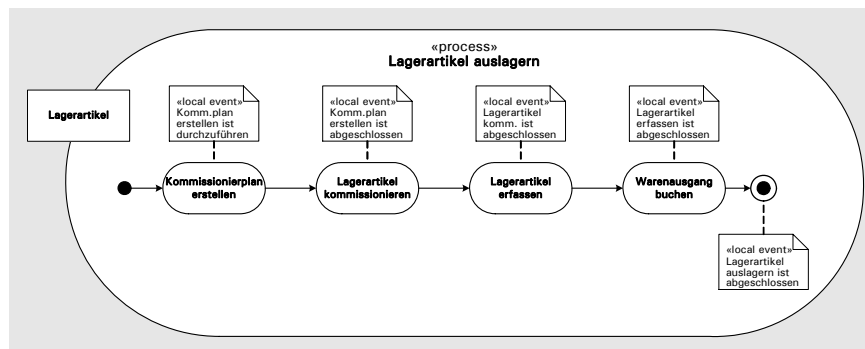 «process»
Lagerartikel auslagern
Lagerartikel
«local event»
Komm.plan
erstellen ist
durchzuführen
«local event»
Komm.plan
erstellen ist
abgeschlossen
«local event»
Lagerartikel
komm. ist
abgeschlossen
«local event»
Lagerartikel
erfassen ist
abgeschlossen
Kommissionierplan
erstellen
Lagerartikel
kommissionieren
Lagerartikel
erfassen
Warenausgang
buchen
«local event»
Lagerartikel
auslagern ist
abgeschlossen